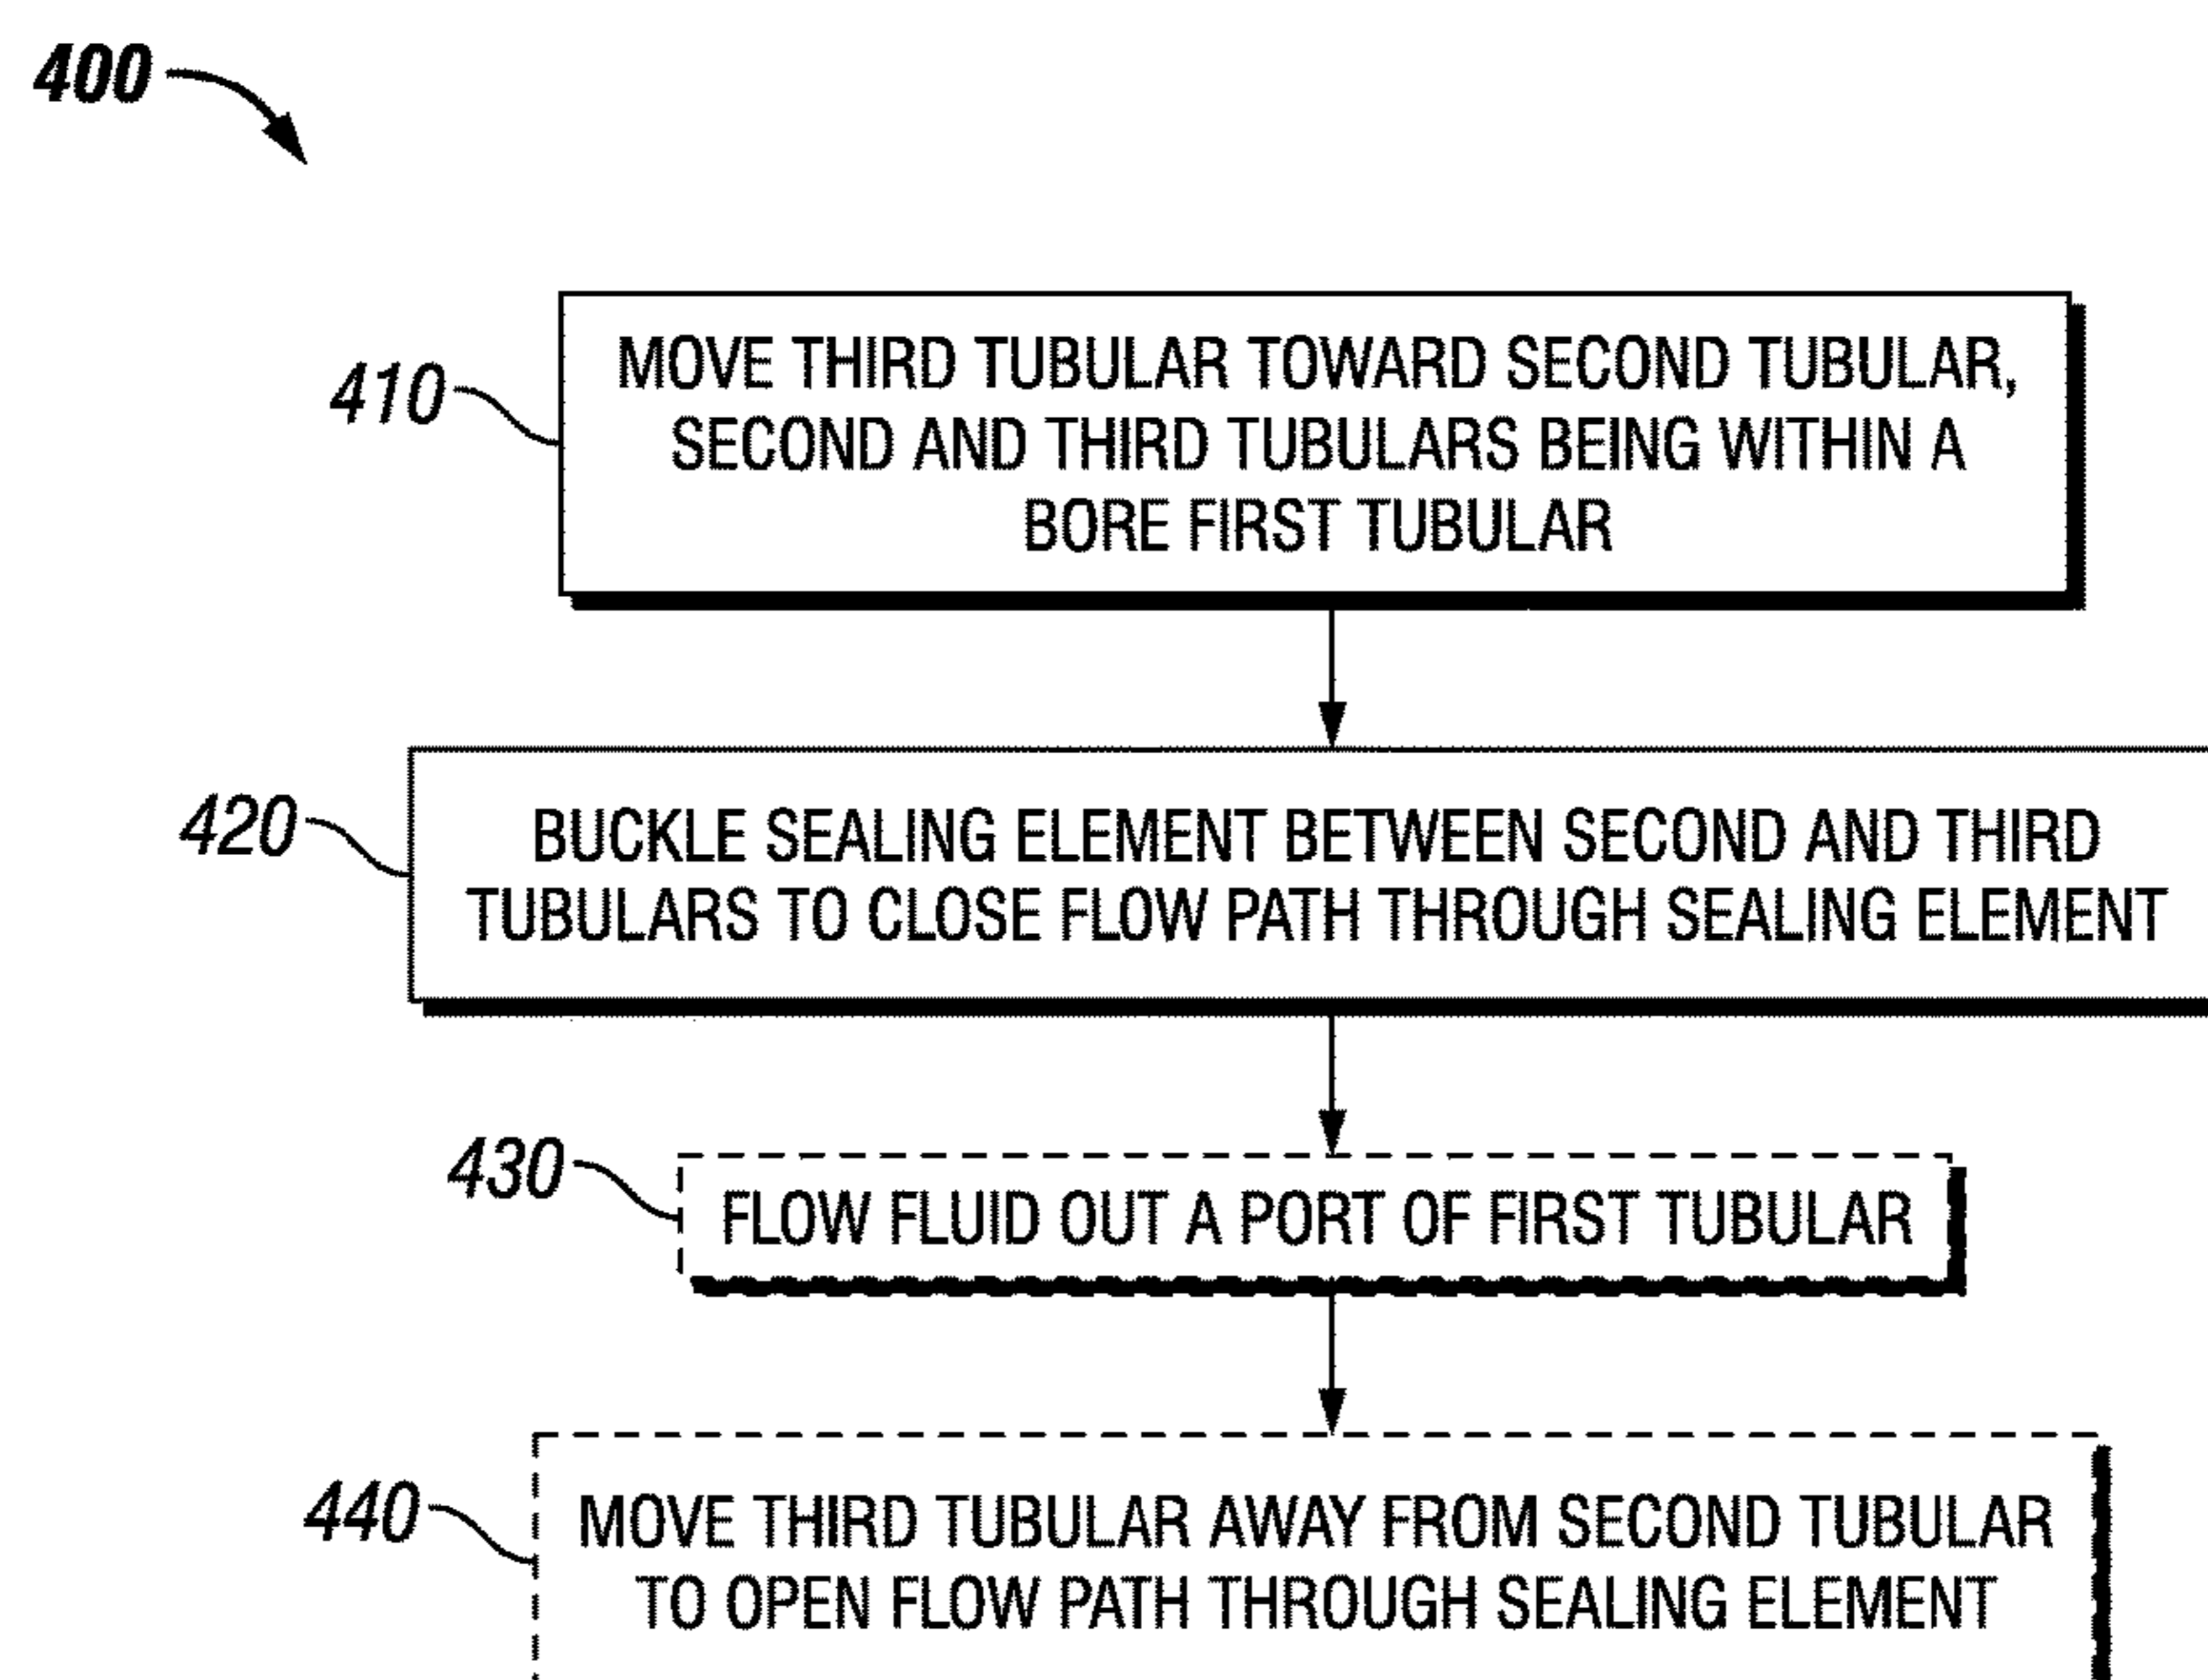 400
410
MOVE THIRD TUBULAR TOWARD SECOND TUBULAR,
SECOND AND THIRD TUBULARS BEING WITHIN A
BORE FIRST TUBULAR
420
BUCKLE SEALING ELEMENT BETWEEN SECOND AND THIRD
TUBULARS TO CLOSE FLOW PATH THROUGH SEALING ELEMENT
430
FLOW FLUID OUT A PORT OF FIRST TUBULAR
440
MOVE THIRD TUBULAR AWAY FROM SECOND TUBULAR
TO OPEN FLOW PATH THROUGH SEALING ELEMENT